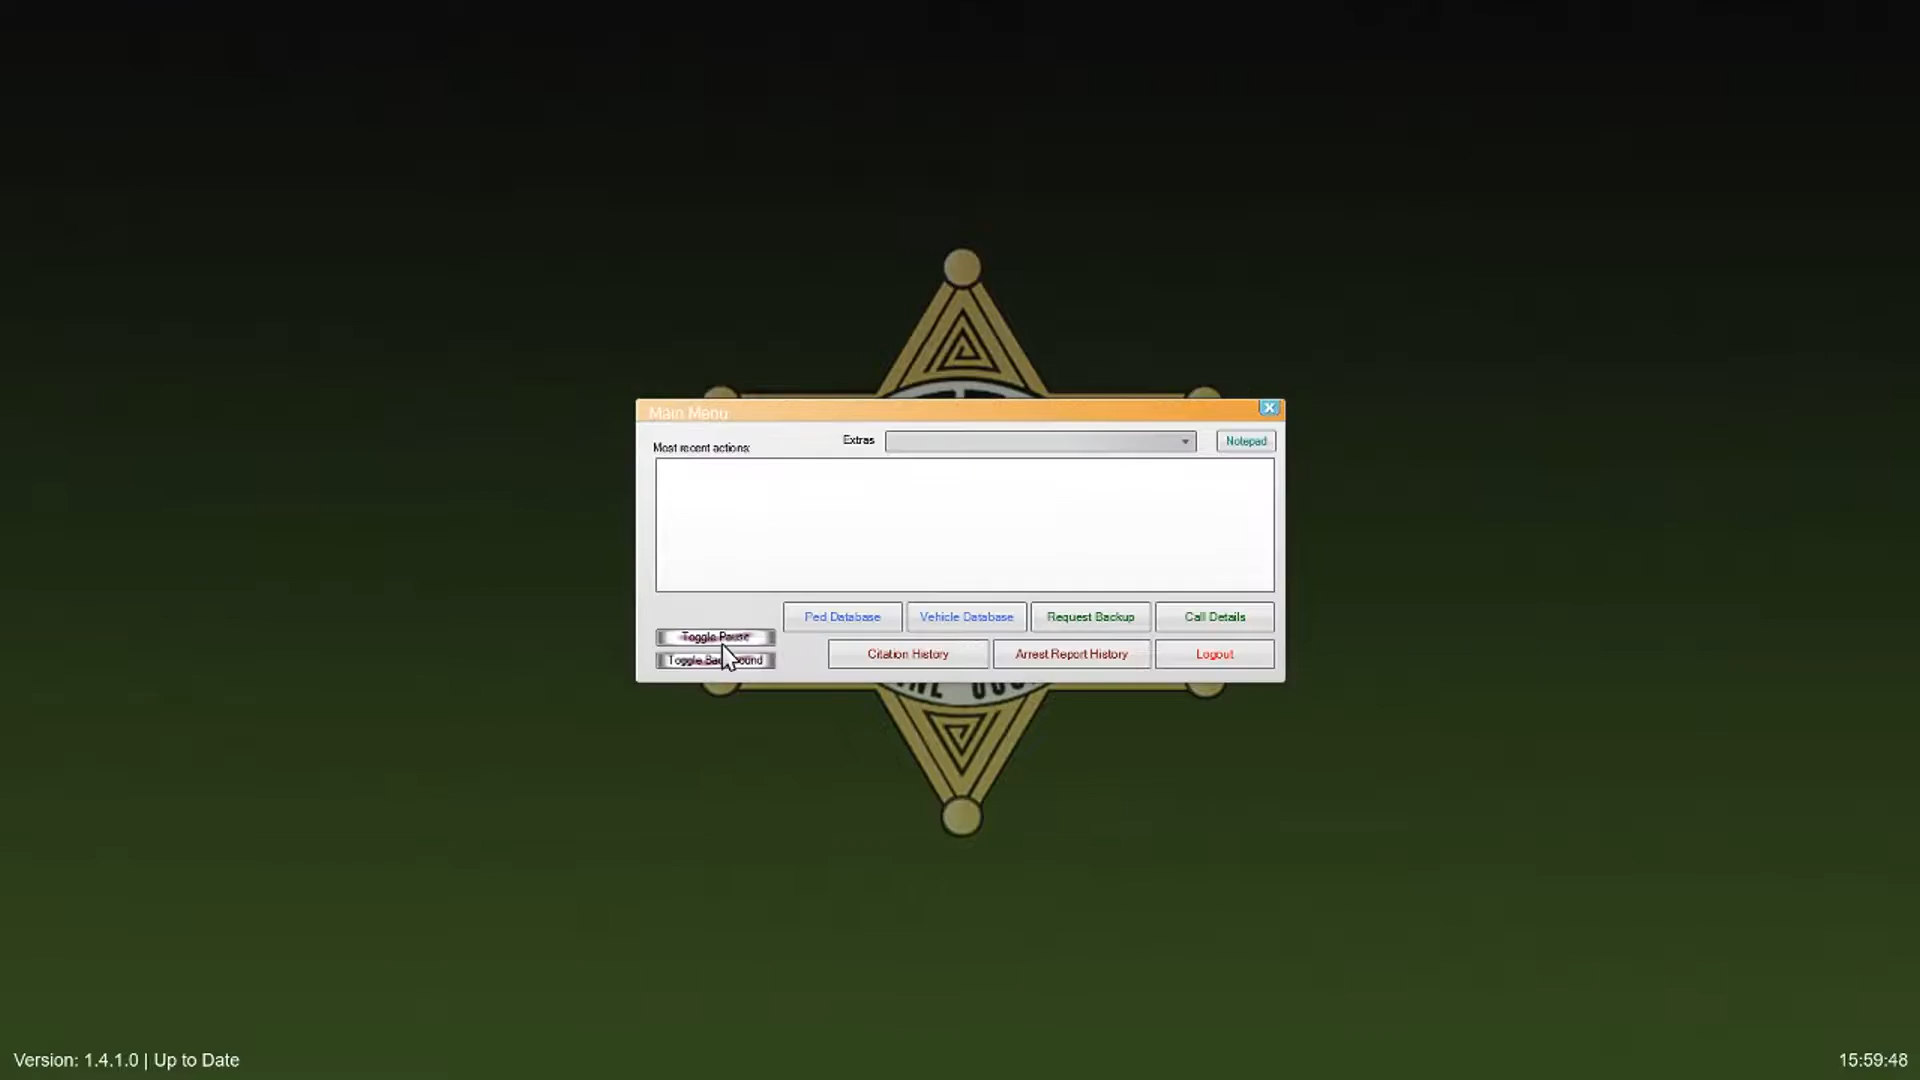 Main Menu
Most recent actions:
Extras
Notepad
Ped Database
Vehicle Database
Request Backup
Call Details
Toggle Pause
Citation History
Arrest Report History
Logout
Toggle
Version: 1.4.1.0 | Up to Date
15:59:48